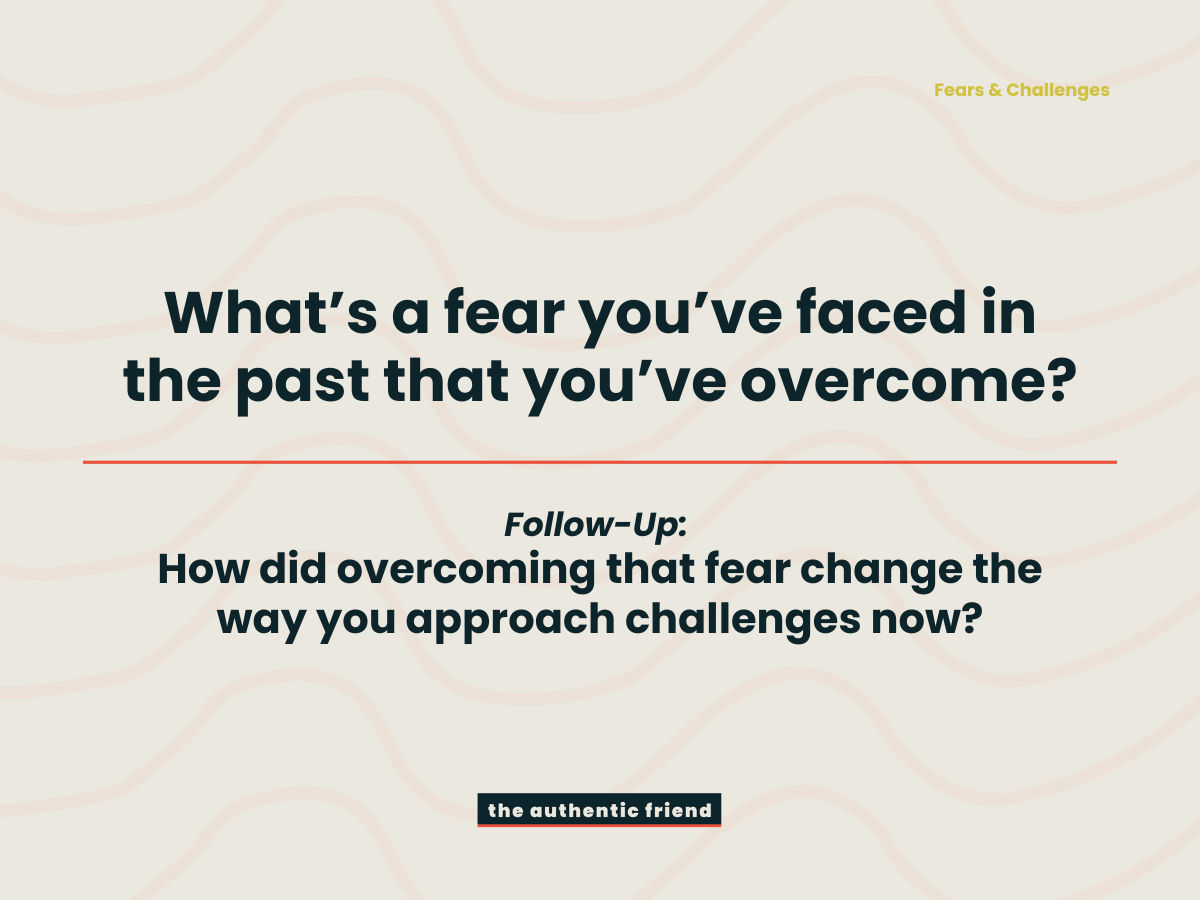 Fears & Challenges
What’s a fear you’ve faced in
the past that you’ve overcome?
Follow-Up:
How did overcoming that fear change the
way you approach challenges now?
the authentic friend